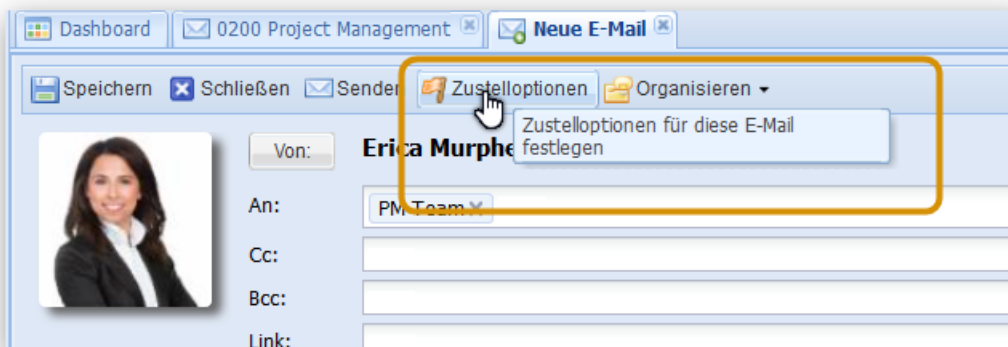 Dashboard 0200 Project Management Neue E-Mail
Speichern Schließen Senden Zustelloptionen Organisieren
Zustelloptionen für diese E-Mail
festlegen
Von: Erica Murphe
An: PM Team
Cc:
Bcc:
Link: